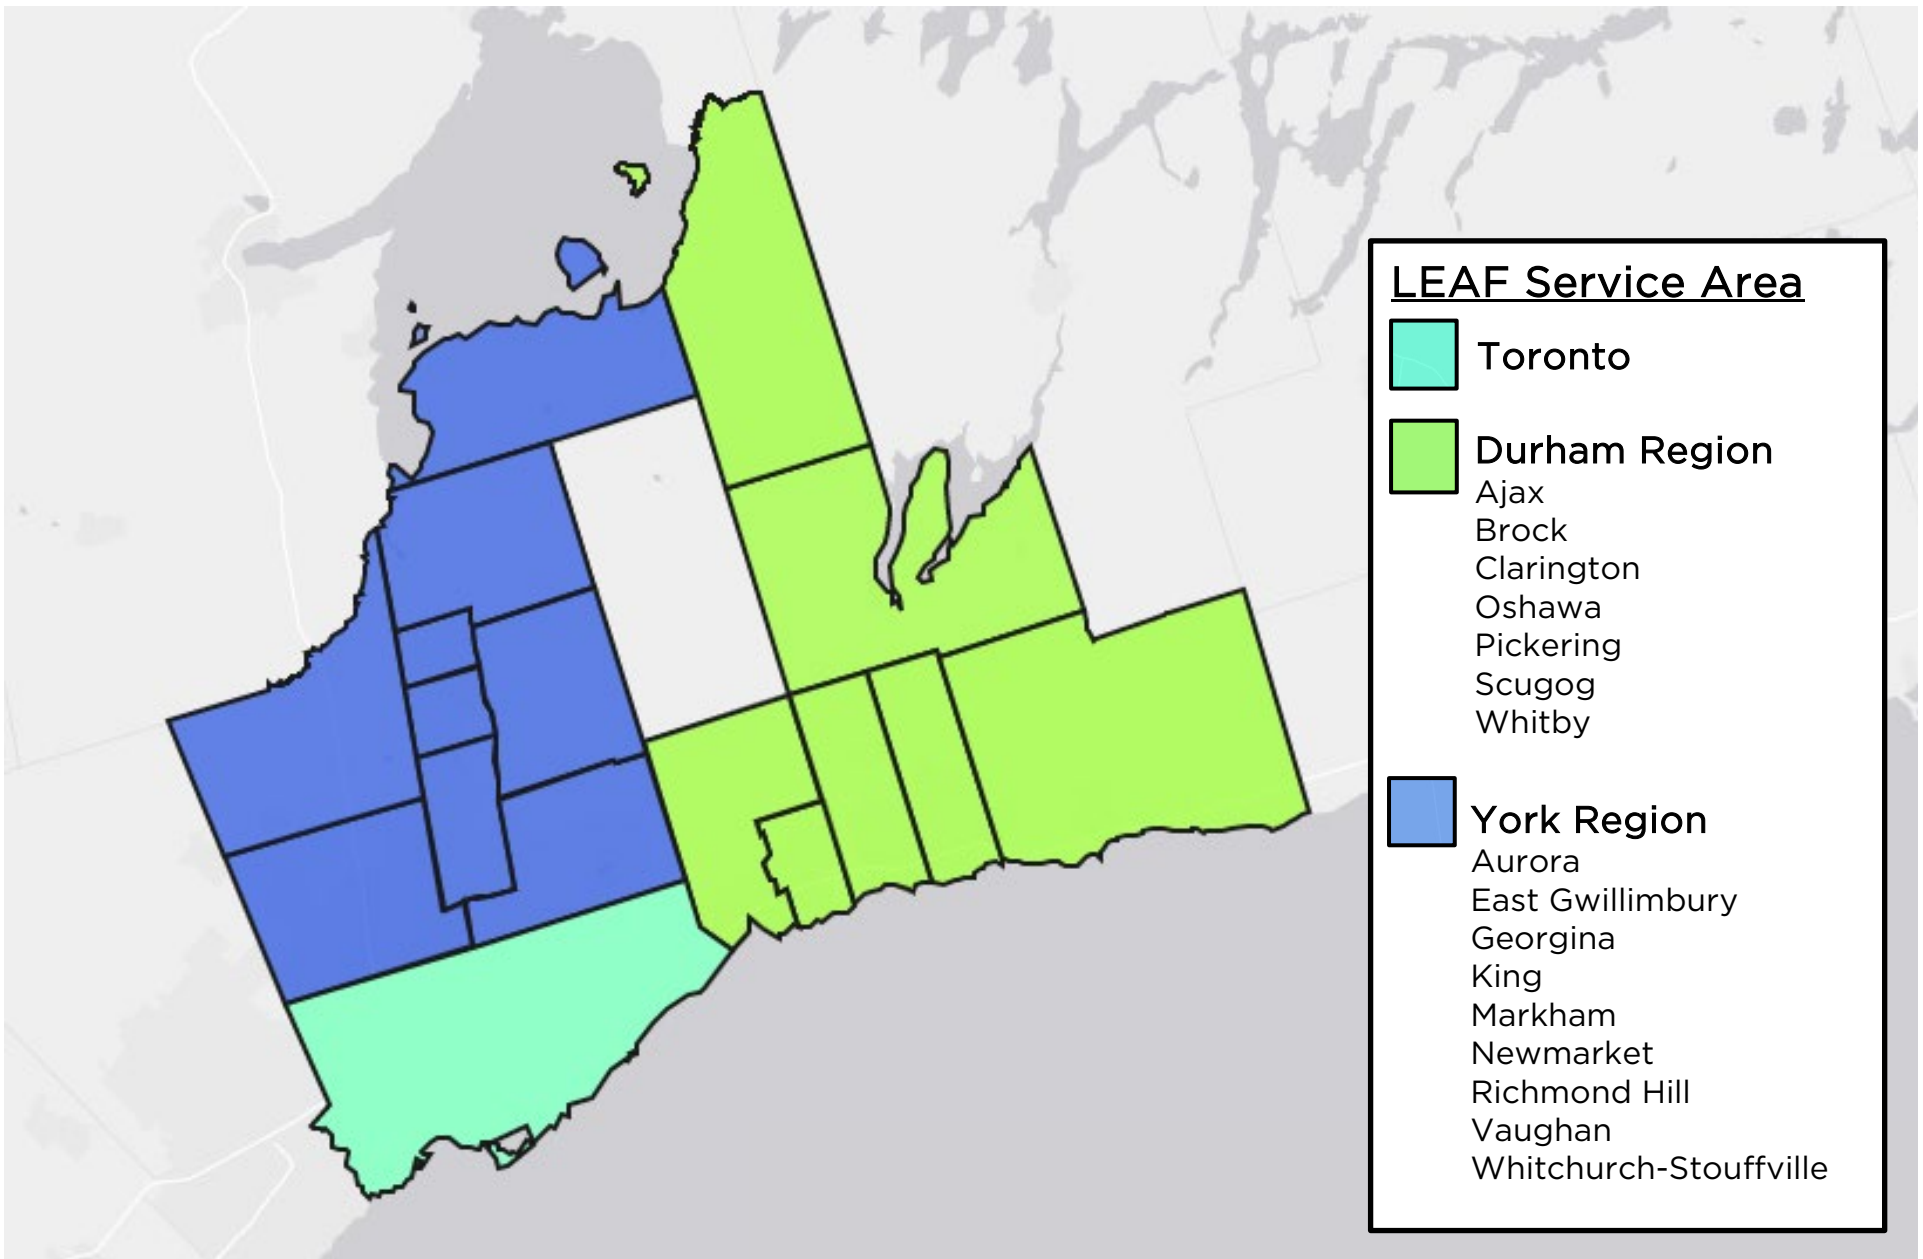 LEAF Service Area
Toronto
Durham Region
Ajax
Brock
Clarington
Oshawa
Pickering
Scugog
Whitby
York Region
Aurora
East Gwillimbury
Georgina
King
Markham
Newmarket
Richmond Hill
Vaughan
Whitchurch-Stouffville